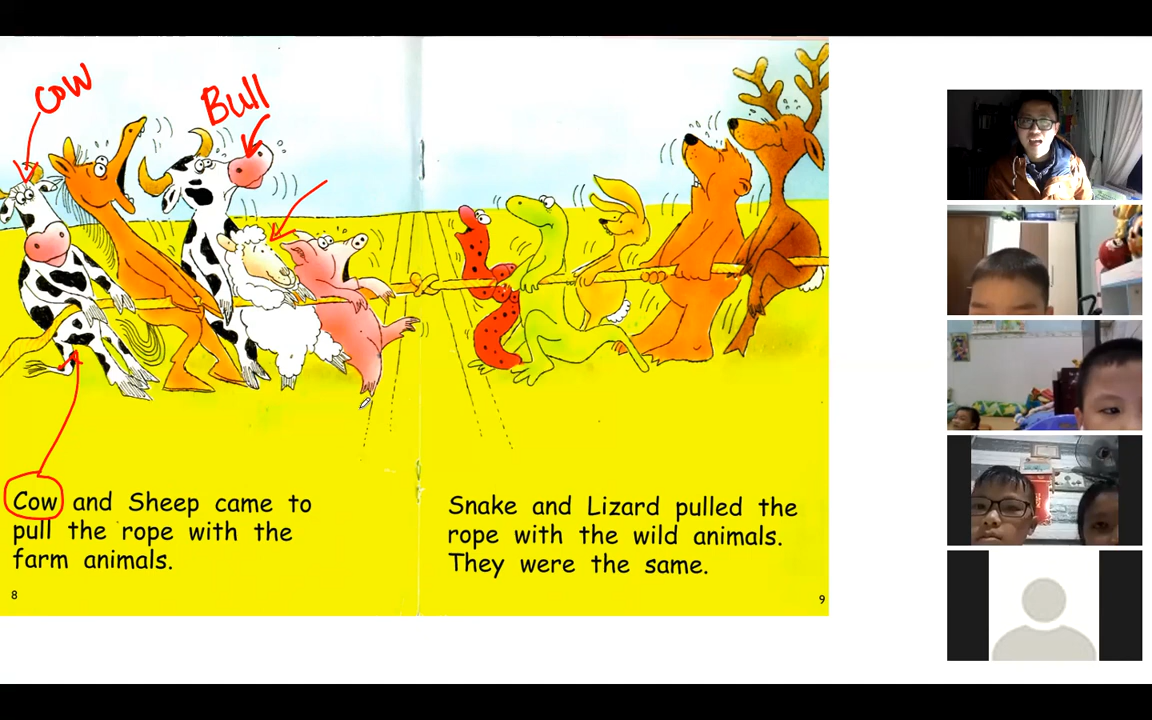 cow
Bull
Cow and Sheep came to
pull the rope with the
farm animals.
8
Snake and Lizard pulled the
rope with the wild animals.
They were the same.
9